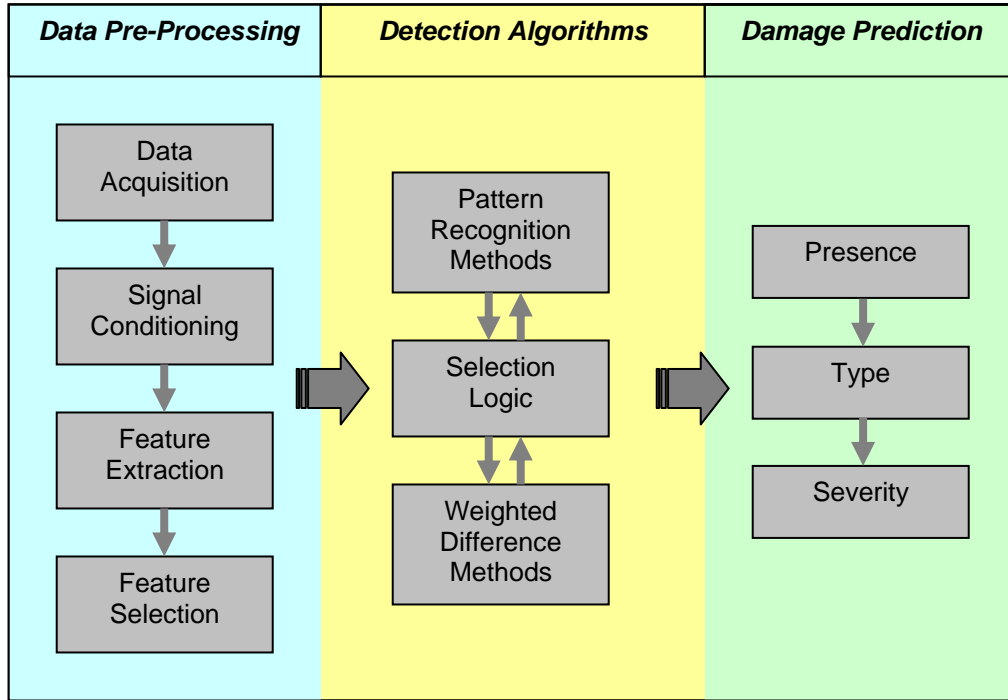 Data Pre-Processing
Detection Algorithms
Damage Prediction
Data
Acquisition
Signal
Conditioning
Feature
Extraction
Feature
Selection
Pattern
Recognition
Methods
Selection
Logic
Weighted
Difference
Methods
Presence
Type
Severity